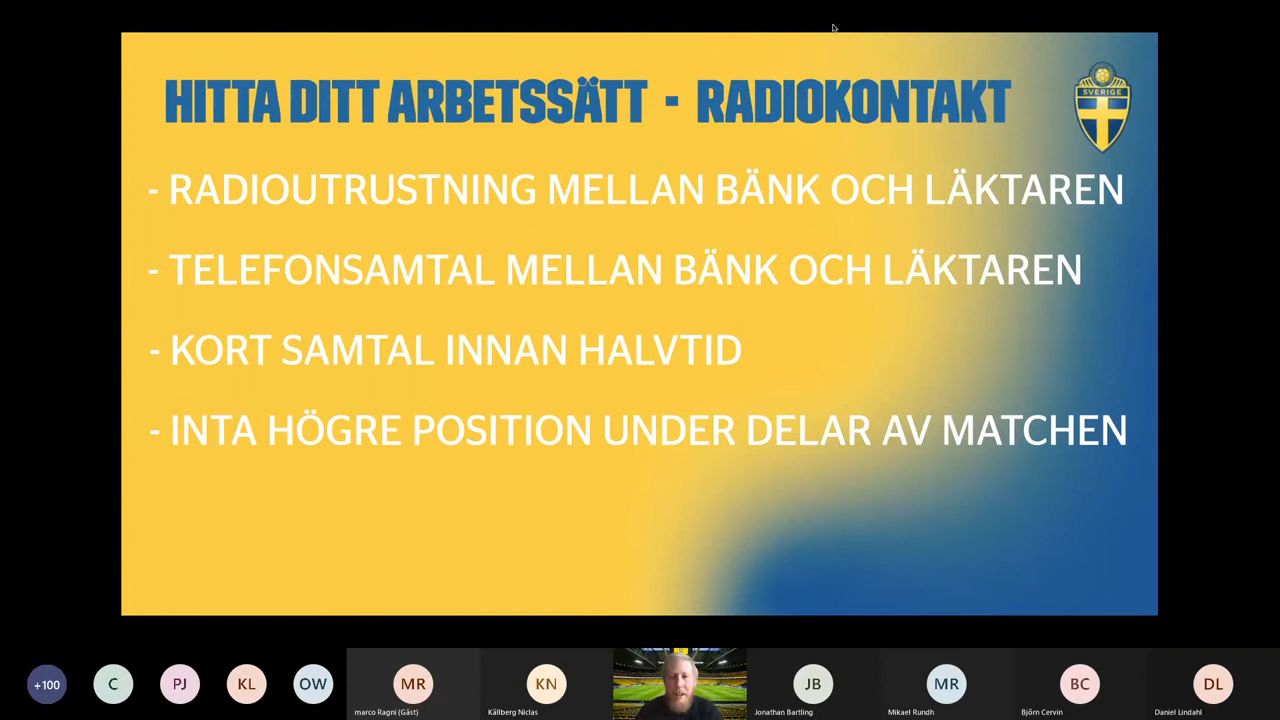 HITTA DITT ARBETSSÄTT - RADIOKONTAKT
SVERIGE
- RADIOUTRUSTNING MELLAN BÄNK OCH LÄKTAREN
- TELEFONSAMTAL MELLAN BÄNK OCH LÄKTAREN
- KORT SAMTAL INNAN HALVTID
- INTA HÖGRE POSITION UNDER DELAR AV MATCHEN
+100 C PJ KL OW MR KN JB MR BC DL
marco Ragni (Gäst) Källberg Niclas Jonathan Bartling Mikael Rundh Björn Cervin Daniel Lindahl